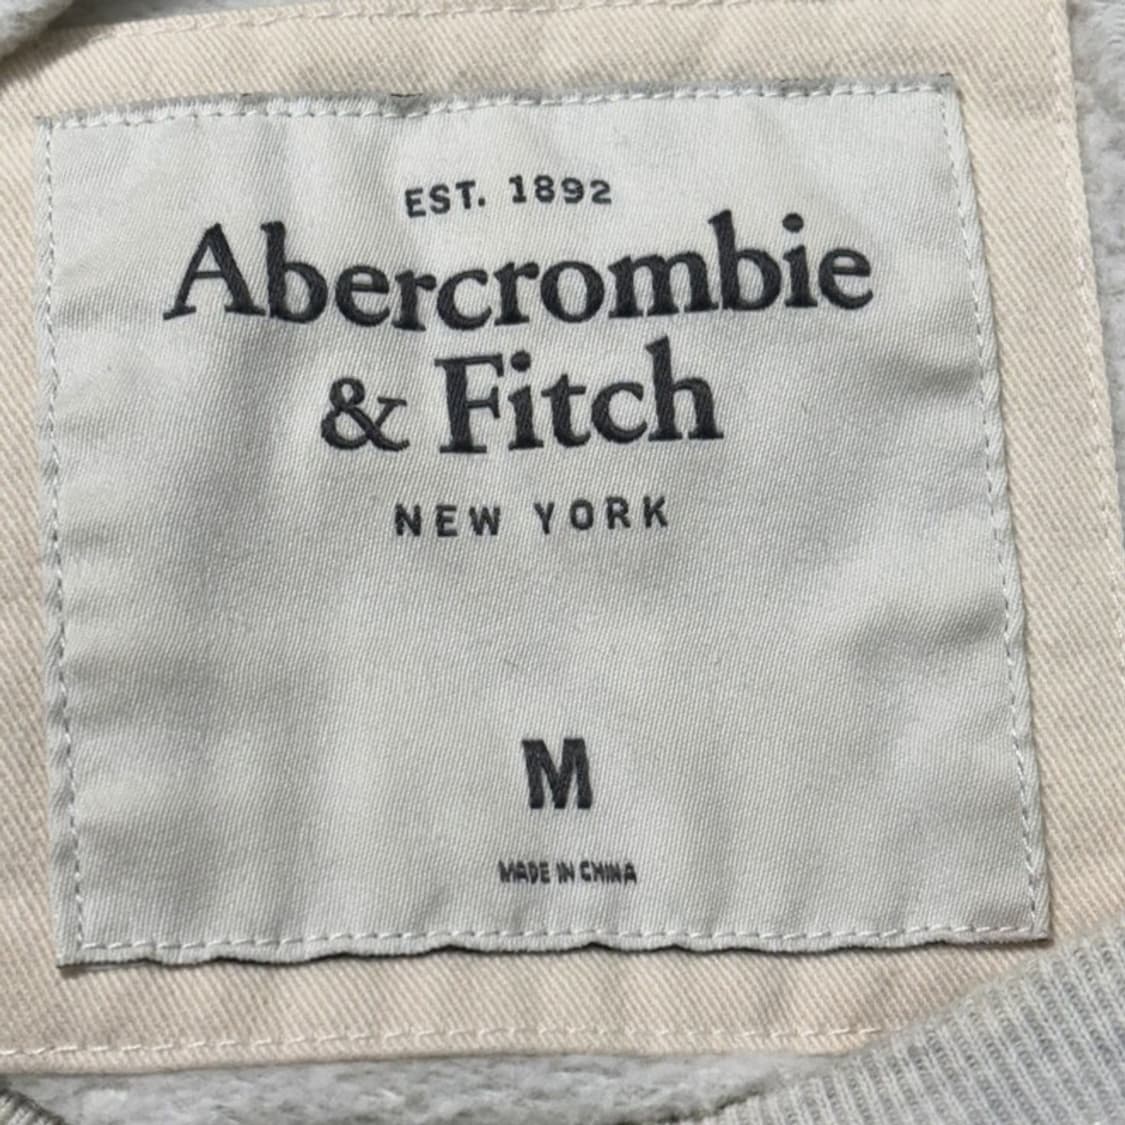 EST. 1892
Abercrombie
& Fitch
NEW YORK
M
MADE IN CHINA